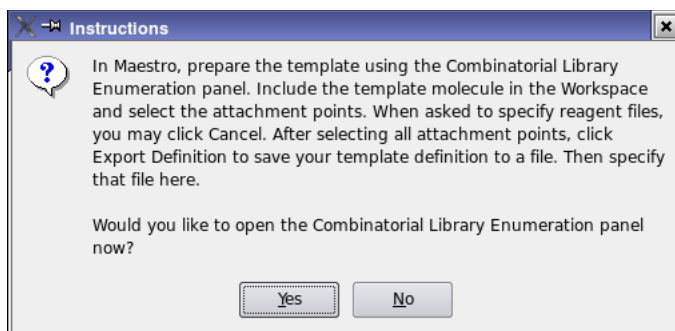 Instructions
In Maestro, prepare the template using the Combinatorial Library
Enumeration panel. Include the template molecule in the Workspace
and select the attachment points. When asked to specify reagent files,
you may click Cancel. After selecting all attachment points, click
Export Definition to save your template definition to a file. Then specify
that file here.
Would you like to open the Combinatorial Library Enumeration panel
now?
Yes No